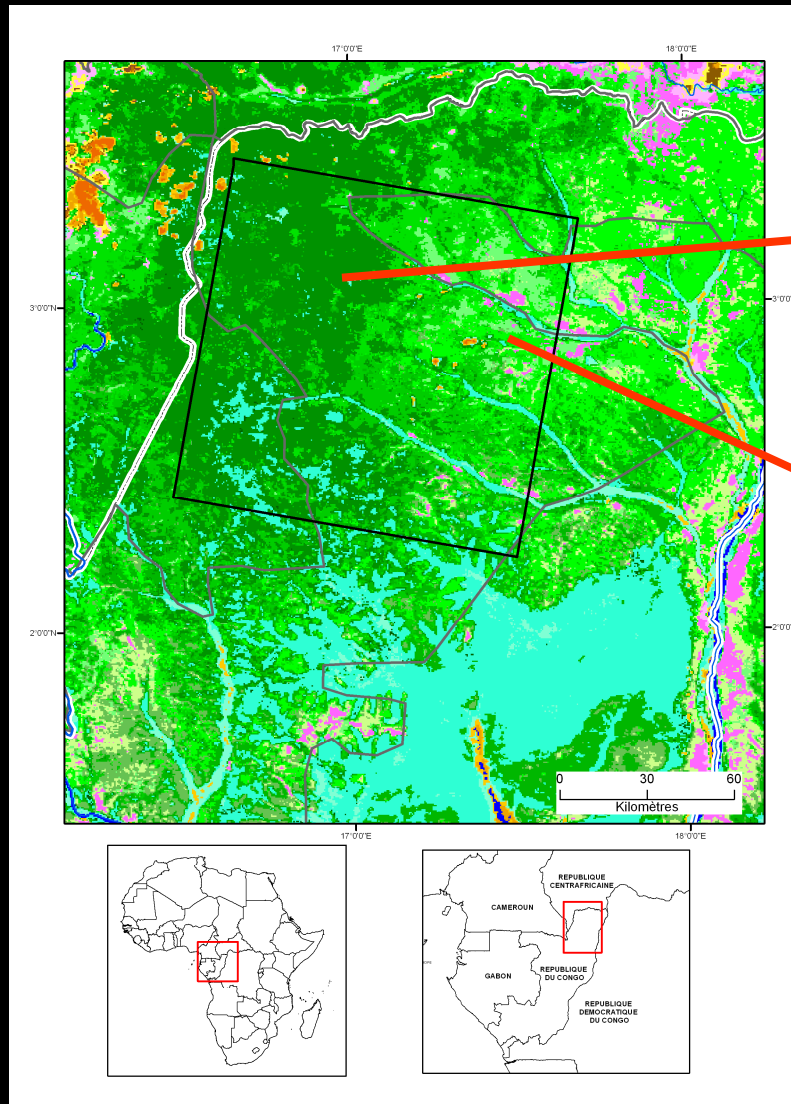 17°0'0"E
18°0'0"E
3°0'0"N
3°0'0
2°0'0"N
2°0'0
0
30
60
Kilomètres
17°0'0"E
18°0'0"E
REPUBLIQUE
CENTRAFRICAINE
CAMEROUN
GABON
REPUBLIQUE
DU CONGO
REPUBLIQUE
DEMOCRATIQUE
DU CONGO